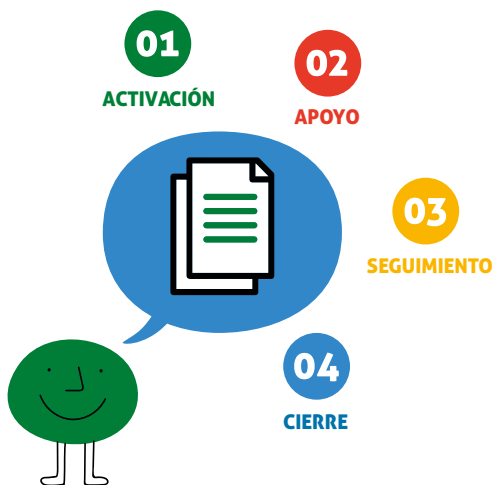 01
ACTIVACIÓN
02
APOYO
03
SEGUIMIENTO
04
CIERRE